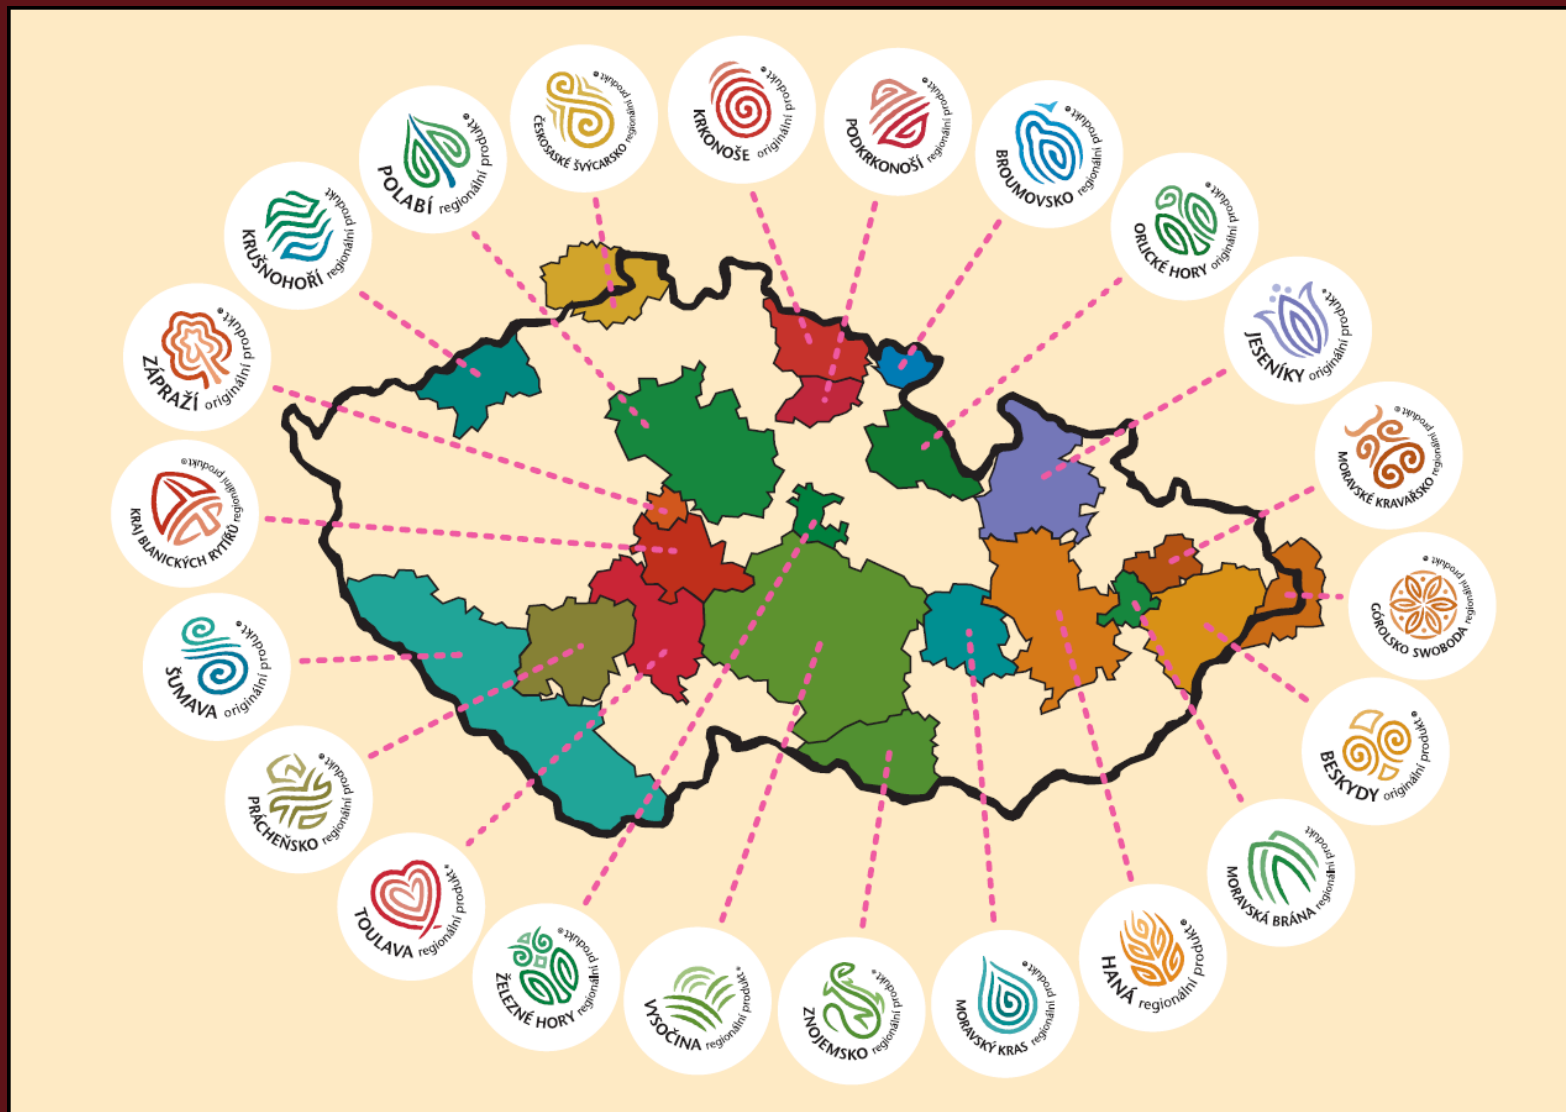 ČESKOSASKÉ ŠVÝCARSKO regionální produkt®
KRKONOŠE originální produkt®
PODKRKONOŠÍ regionální produkt®
BROUMOVSKO regionální produkt®
ORLICKÉ HORY originální produkt®
JESENÍKY originální produkt®
MORAVSKÉ KRAVAŘSKO regionální produkt®
GÓROLSKO SWOBODA regionální produkt®
BESKYDY originální produkt®
MORAVSKÁ BRÁNA regionální produkt
HANÁ regionální produkt®
MORAVSKÝ KRAS regionální produkt®
ZNOJEMSKO regionální produkt®
VYSOČINA regionální produkt®
ŽELEZNÉ HORY regionální produkt®
TOULAVA regionální produkt®
PRÁCHEŇSKO regionální produkt®
ŠUMAVA originální produkt®
KRAJ BLANICKÝCH RYTÍŘŮ regionální produkt®
ZÁPRAŽÍ originální produkt®
KRUŠNOHOŘÍ regionální produkt
POLABÍ regionální produkt®